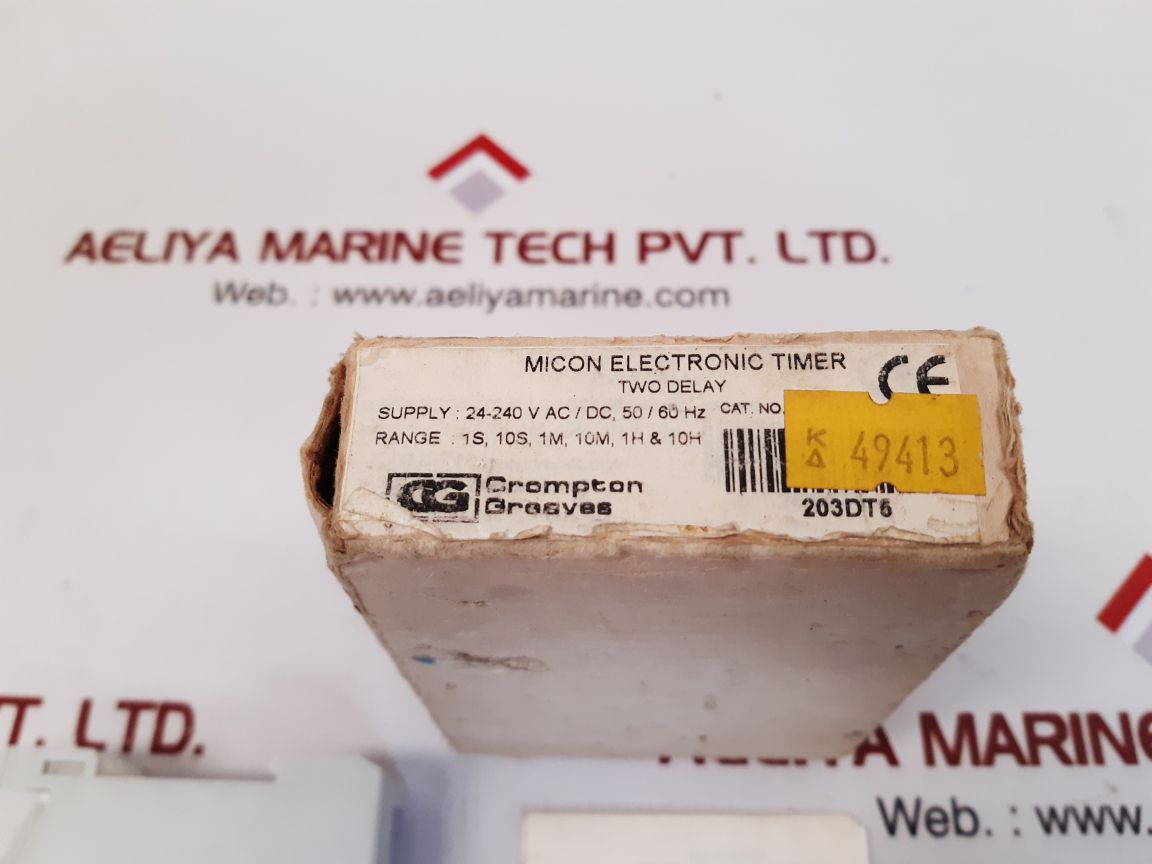 AELIYA MARINE TECH PVT. LTD.
Web. : www.aeliyamarine.com
MICON ELECTRONIC TIMER
TWO DELAY
CE
SUPPLY : 24-240 V AC / DC, 50 / 60 Hz CAT. NO.
RANGE : 1S, 10S, 1M, 10M, 1H & 10H
K 49413
CG Crompton
Greaves
203DT6
T. LTD.
MARINE
Web. : www.